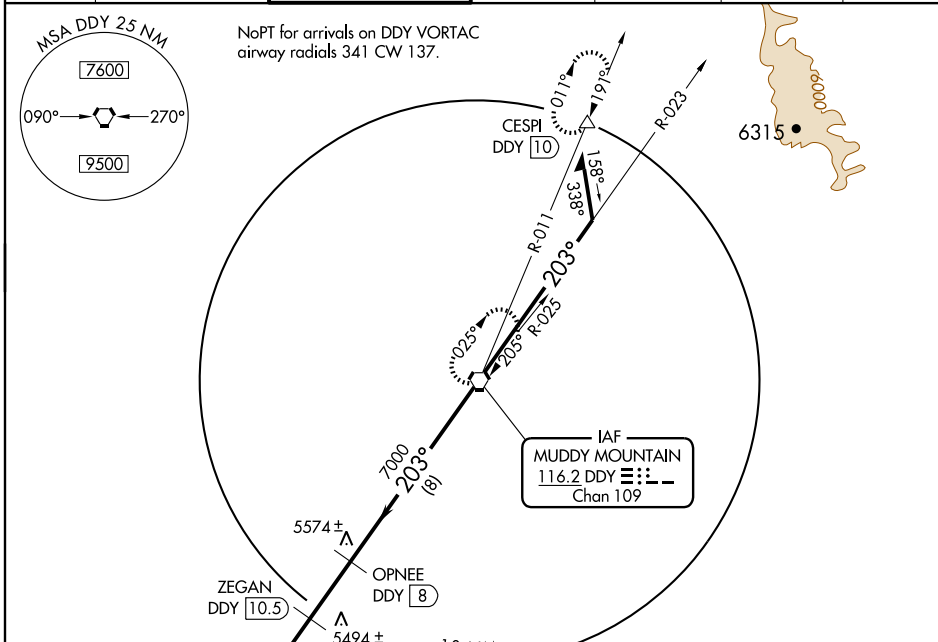 MSA DDY 25 NM
7600
090°
270°
9500
NoPT for arrivals on DDY VORTAC
airway radials 341 CW 137.
011°
191°
CESPI
DDY 10
R-023
6000
6315
158°
338°
R-011
203°
R-025
025°
205°
IAF
MUDDY MOUNTAIN
116.2 DDY
Chan 109
7000
203°
(8)
5574 ±
OPNEE
DDY 8
ZEGAN
DDY 10.5
5494 ±